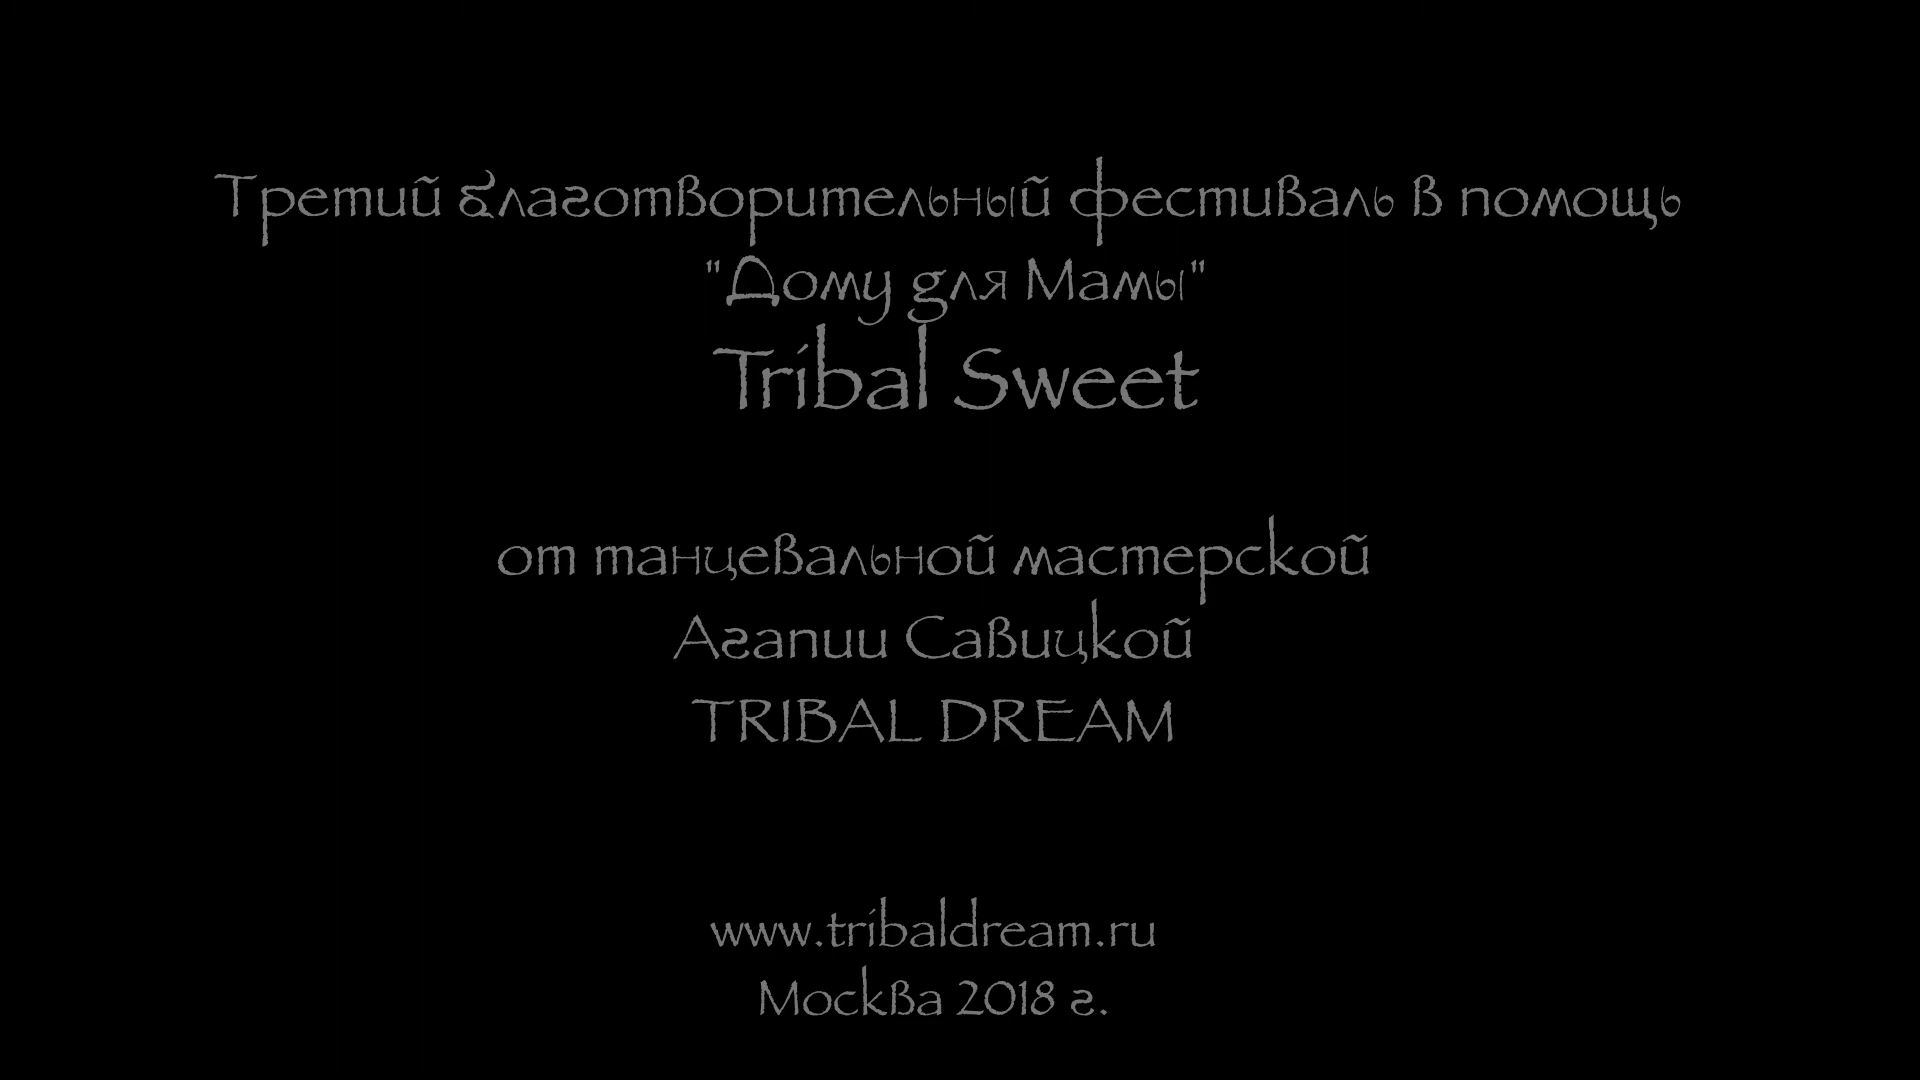 Третий благотворительный фестиваль в помощь
"Дому для Мамы"
Tribal Sweet
от танцевальной мастерской
Агапии Савицкой
TRIBAL DREAM
www.tribaldream.ru
Москва 2018 г.